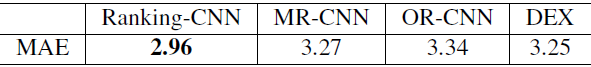 Ranking-CNN MR-CNN OR-CNN DEX
MAE 2.96 3.27 3.34 3.25